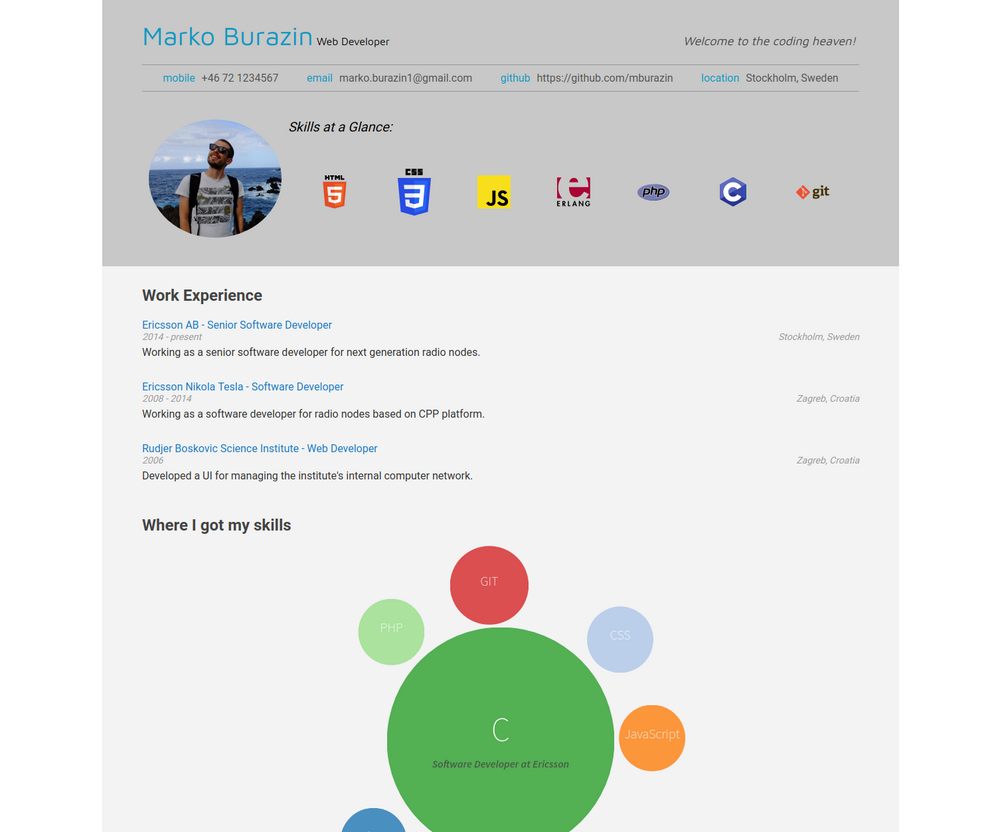 Marko Burazin Web Developer
Welcome to the coding heaven!
mobile +46 72 1234567 email marko.burazin1@gmail.com github https://github.com/mburazin location Stockholm, Sweden
Skills at a Glance:
HTML 5 CSS 3 JS ERLANG php C git
Work Experience
Ericsson AB - Senior Software Developer
2014 - present Stockholm, Sweden
Working as a senior software developer for next generation radio nodes.
Ericsson Nikola Tesla - Software Developer
2008 - 2014 Zagreb, Croatia
Working as a software developer for radio nodes based on CPP platform.
Rudjer Boskovic Science Institute - Web Developer
2006 Zagreb, Croatia
Developed a UI for managing the institute's internal computer network.
Where I got my skills
GIT
PHP
CSS
C
JavaScript
Software Developer at Ericsson